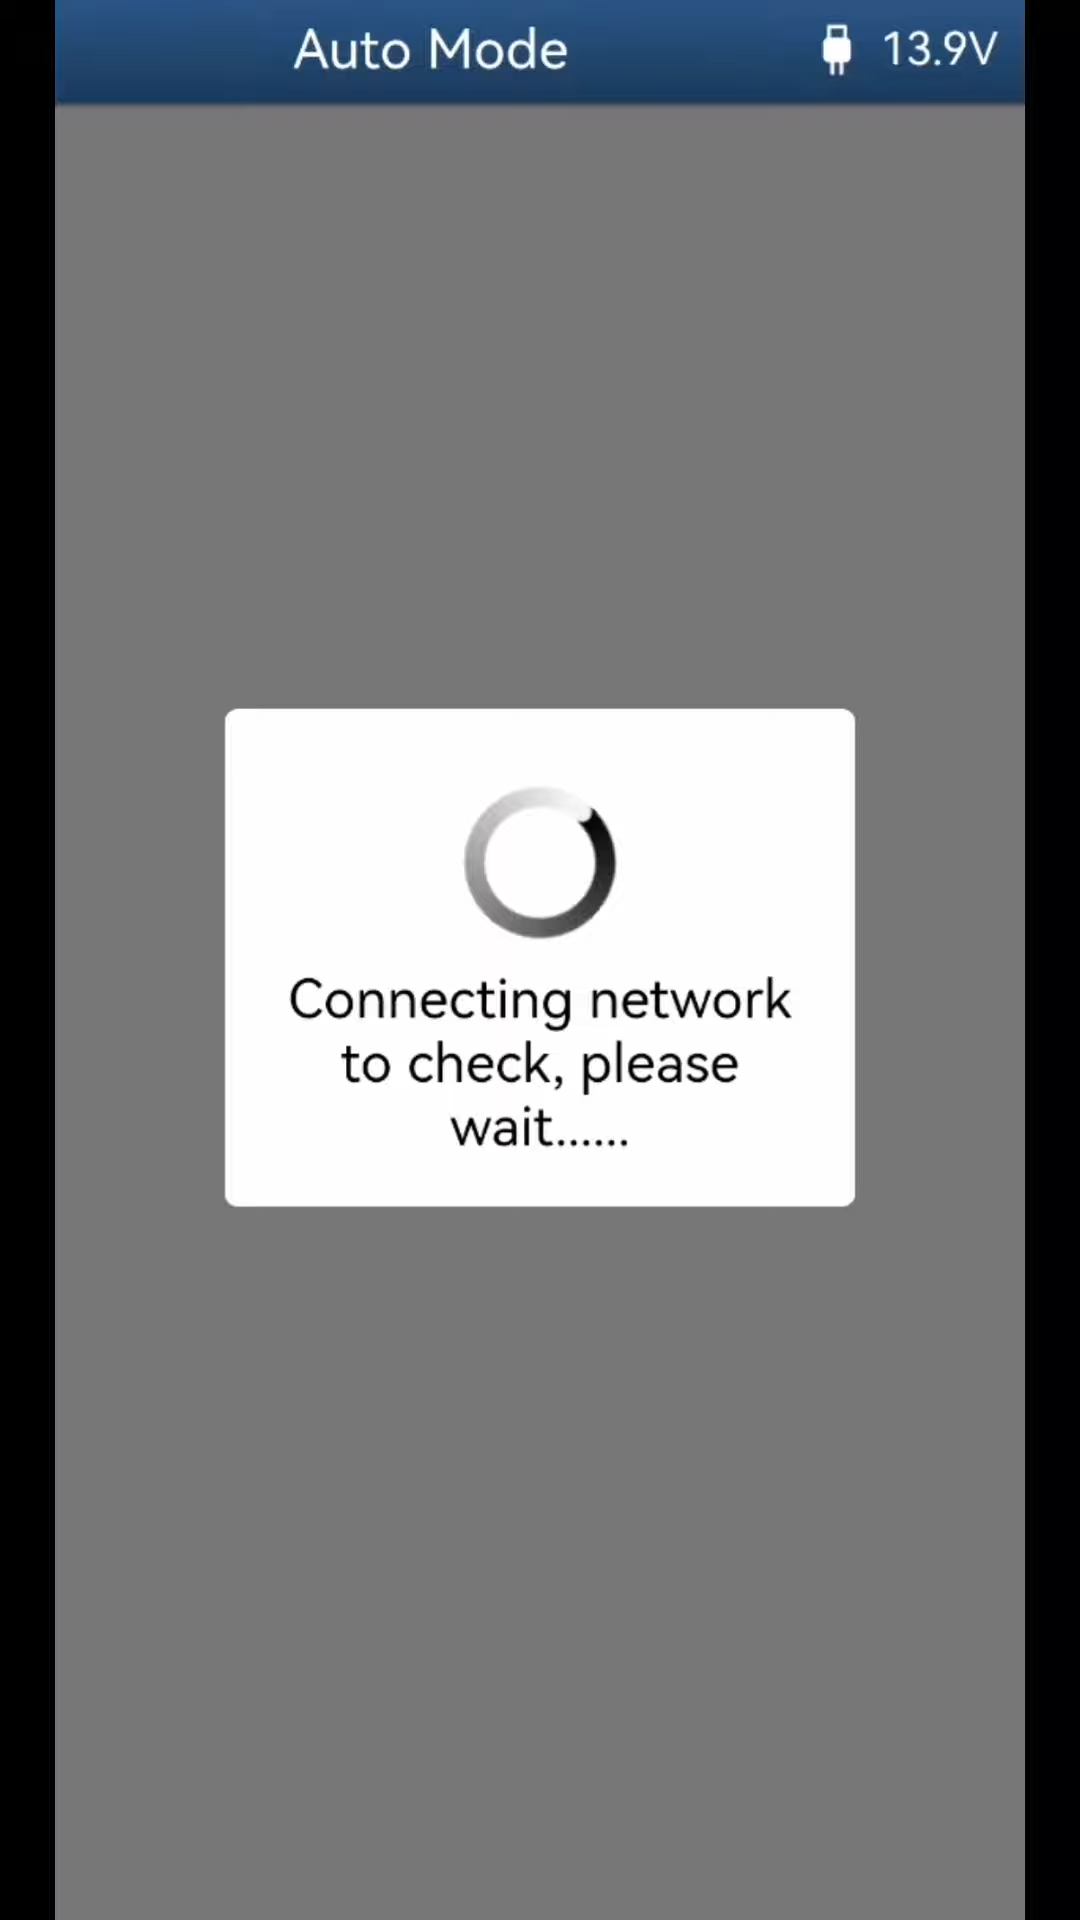 Auto Mode
13.9V
Connecting network
to check, please
wait......